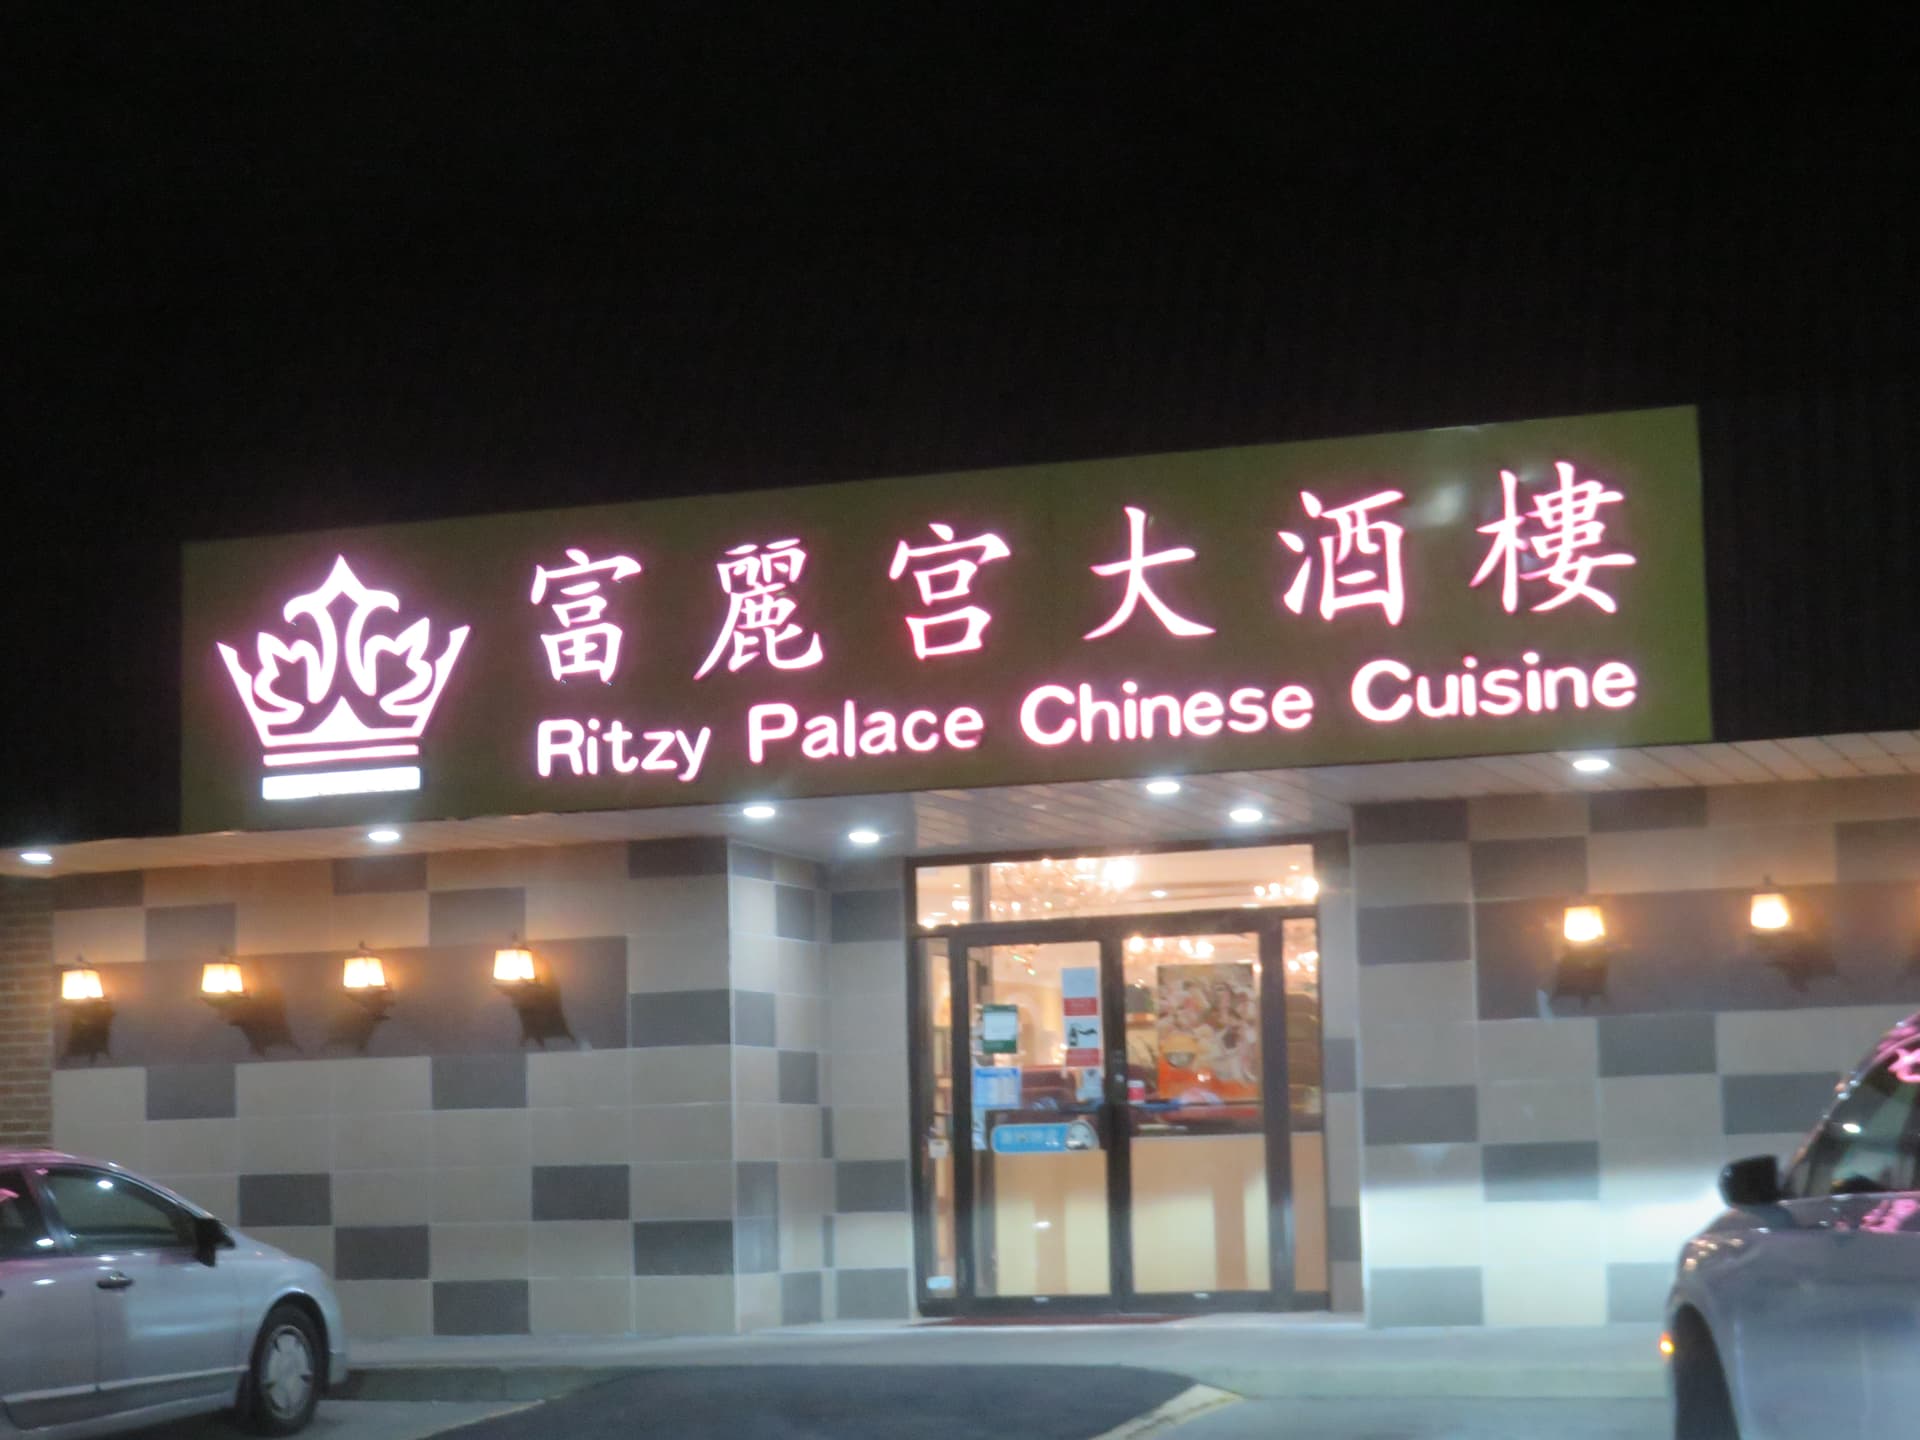 富麗宮大酒樓
Ritzy Palace Chinese Cuisine